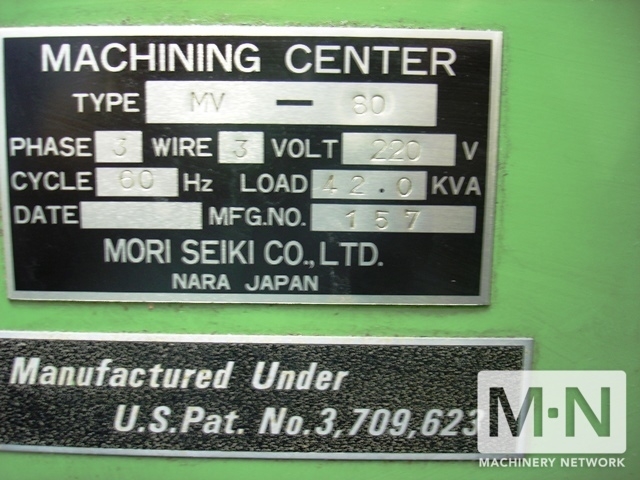 MACHINING CENTER
TYPE MV - 60
PHASE 3 WIRE 3 VOLT 220 V
CYCLE 60 Hz LOAD 42.0 KVA
DATE MFG.NO. 157
MORI SEIKI CO., LTD.
NARA JAPAN
Manufactured Under
U.S.Pat. No. 3,709,623
M·N
MACHINERY NETWORK